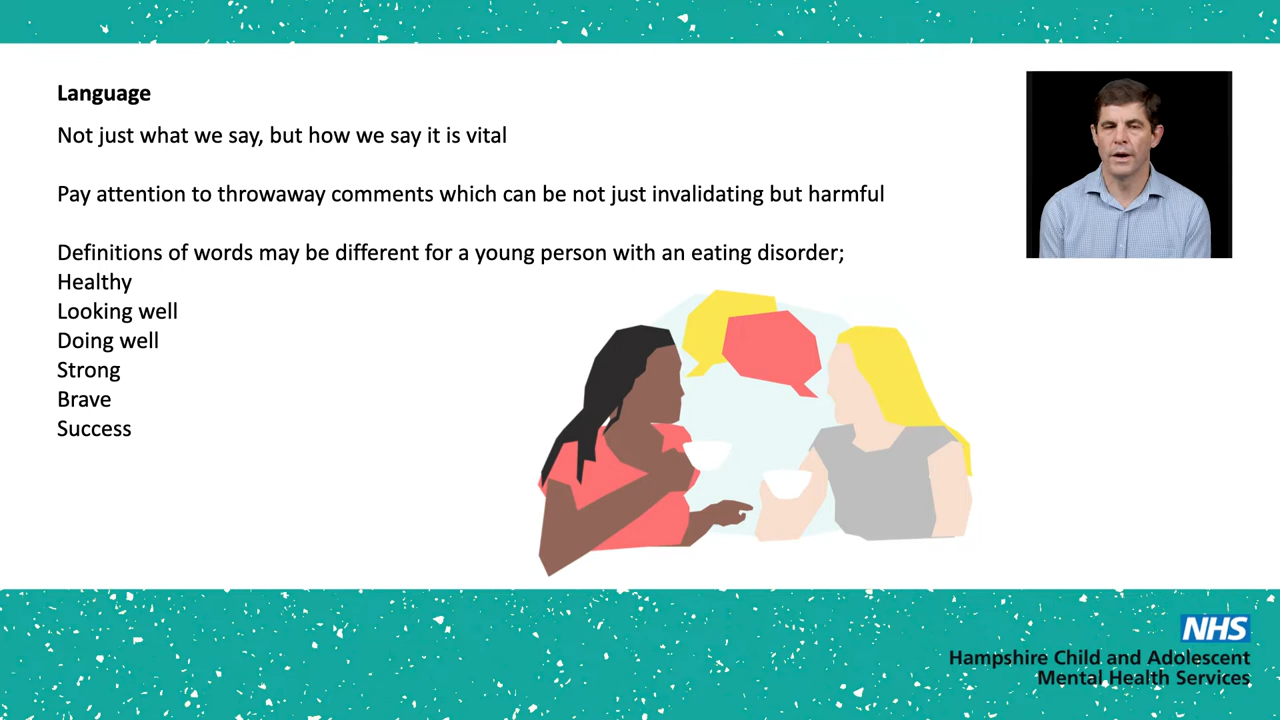 Language
Not just what we say, but how we say it is vital
Pay attention to throwaway comments which can be not just invalidating but harmful
Definitions of words may be different for a young person with an eating disorder;
Healthy
Looking well
Doing well
Strong
Brave
Success
NHS
Hampshire Child and Adolescent
Mental Health Services